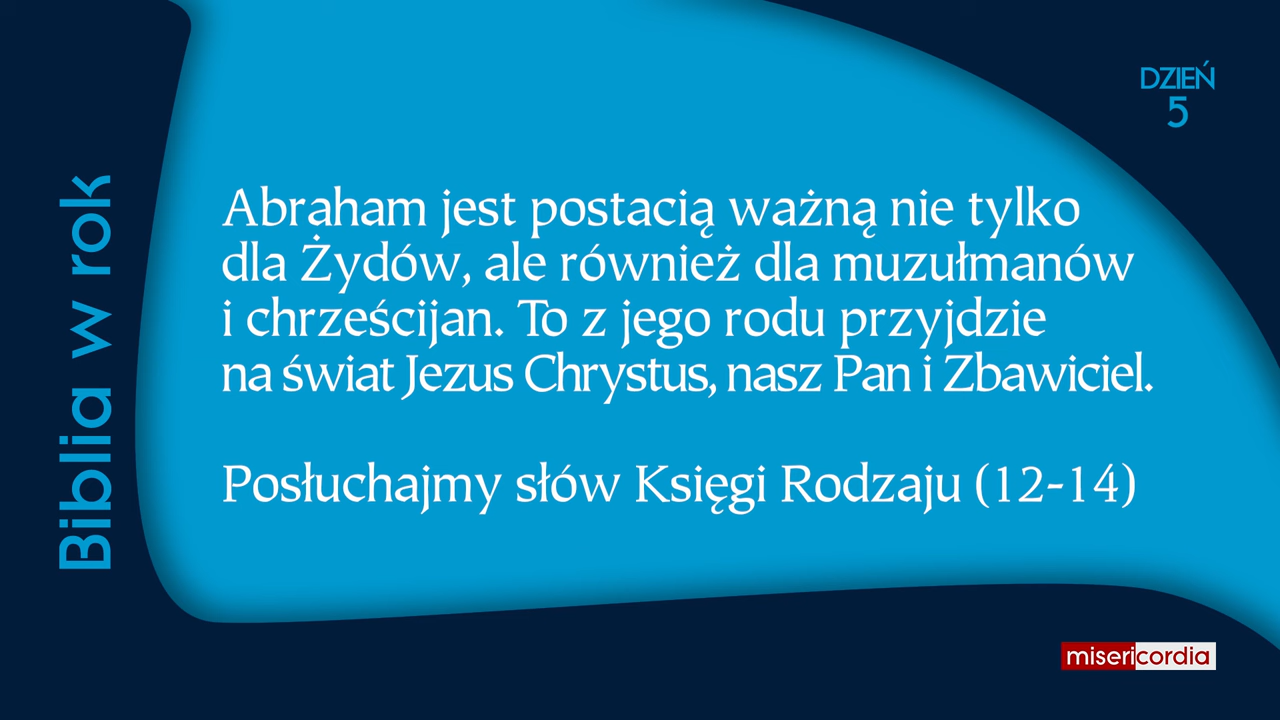 Biblia w rok
DZIEŃ
5
Abraham jest postacią ważną nie tylko
dla Żydów, ale również dla muzułmanów
i chrześcijan. To z jego rodu przyjdzie
na świat Jezus Chrystus, nasz Pan i Zbawiciel.
Posłuchajmy słów Księgi Rodzaju (12-14)
misericordia